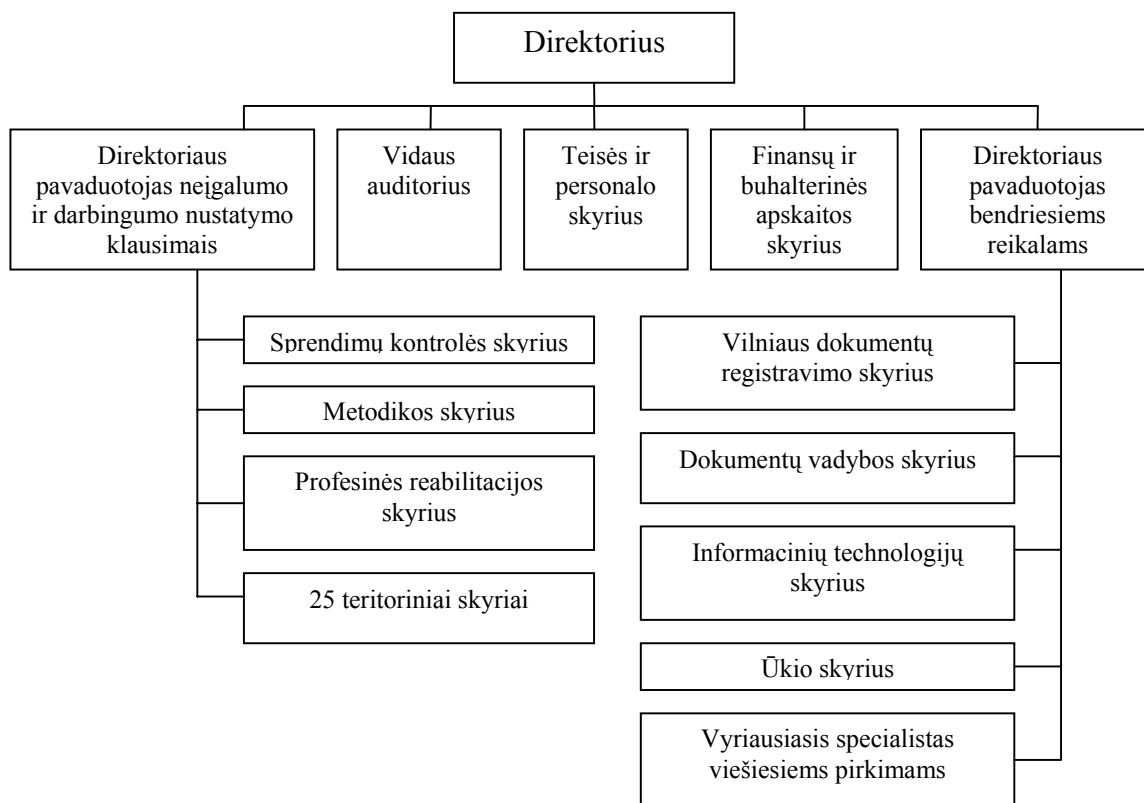 Direktorius
Direktoriaus
pavaduotojas neįgalumo
ir darbingumo nustatymo
klausimais
Vidaus
auditorius
Teisės ir
personalo
skyrius
Finansų ir
buhalterinės
apskaitos
skyrius
Direktoriaus
pavaduotojas
bendriesiems
reikalams
Sprendimų kontrolės skyrius
Metodikos skyrius
Profesinės reabilitacijos
skyrius
25 teritoriniai skyriai
Vilniaus dokumentų
registravimo skyrius
Dokumentų vadybos skyrius
Informacinių technologijų
skyrius
Ūkio skyrius
Vyriausiasis specialistas
viešiesiems pirkimams